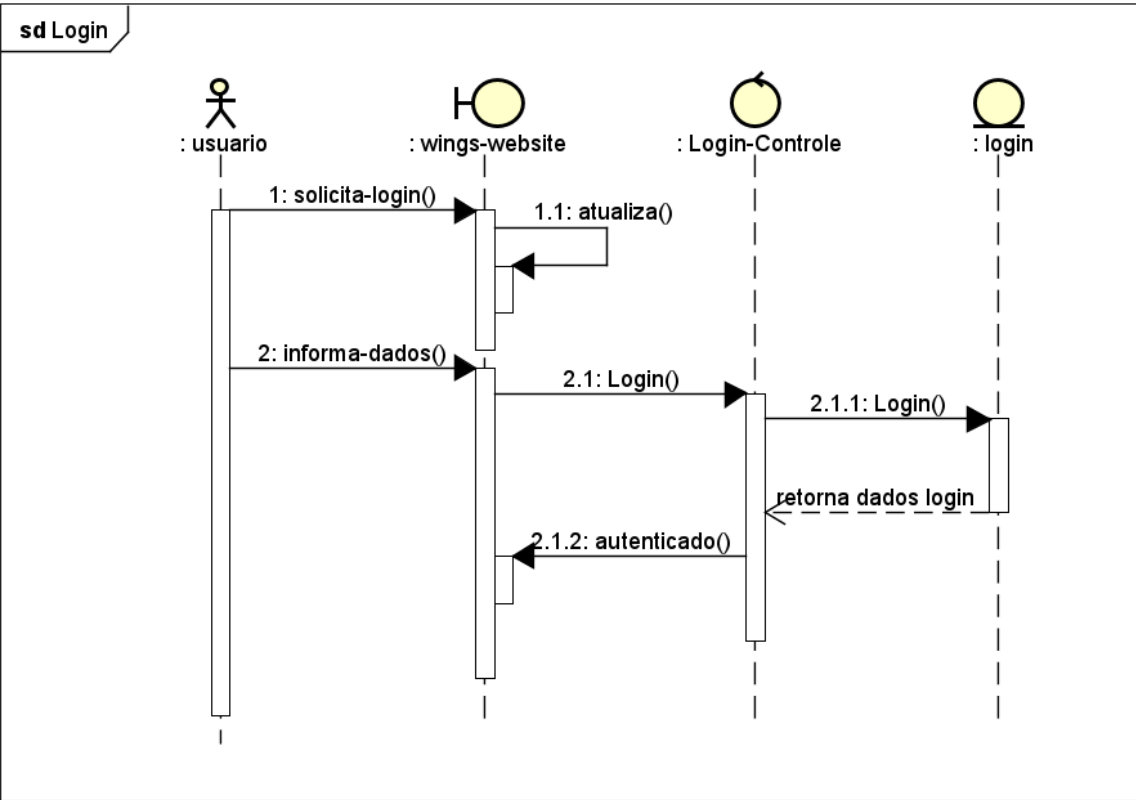 sd Login
: usuario
: wings-website
: Login-Controle
: login
1: solicita-login()
1.1: atualiza()
2: informa-dados()
2.1: Login()
2.1.1: Login()
retorna dados login
2.1.2: autenticado()